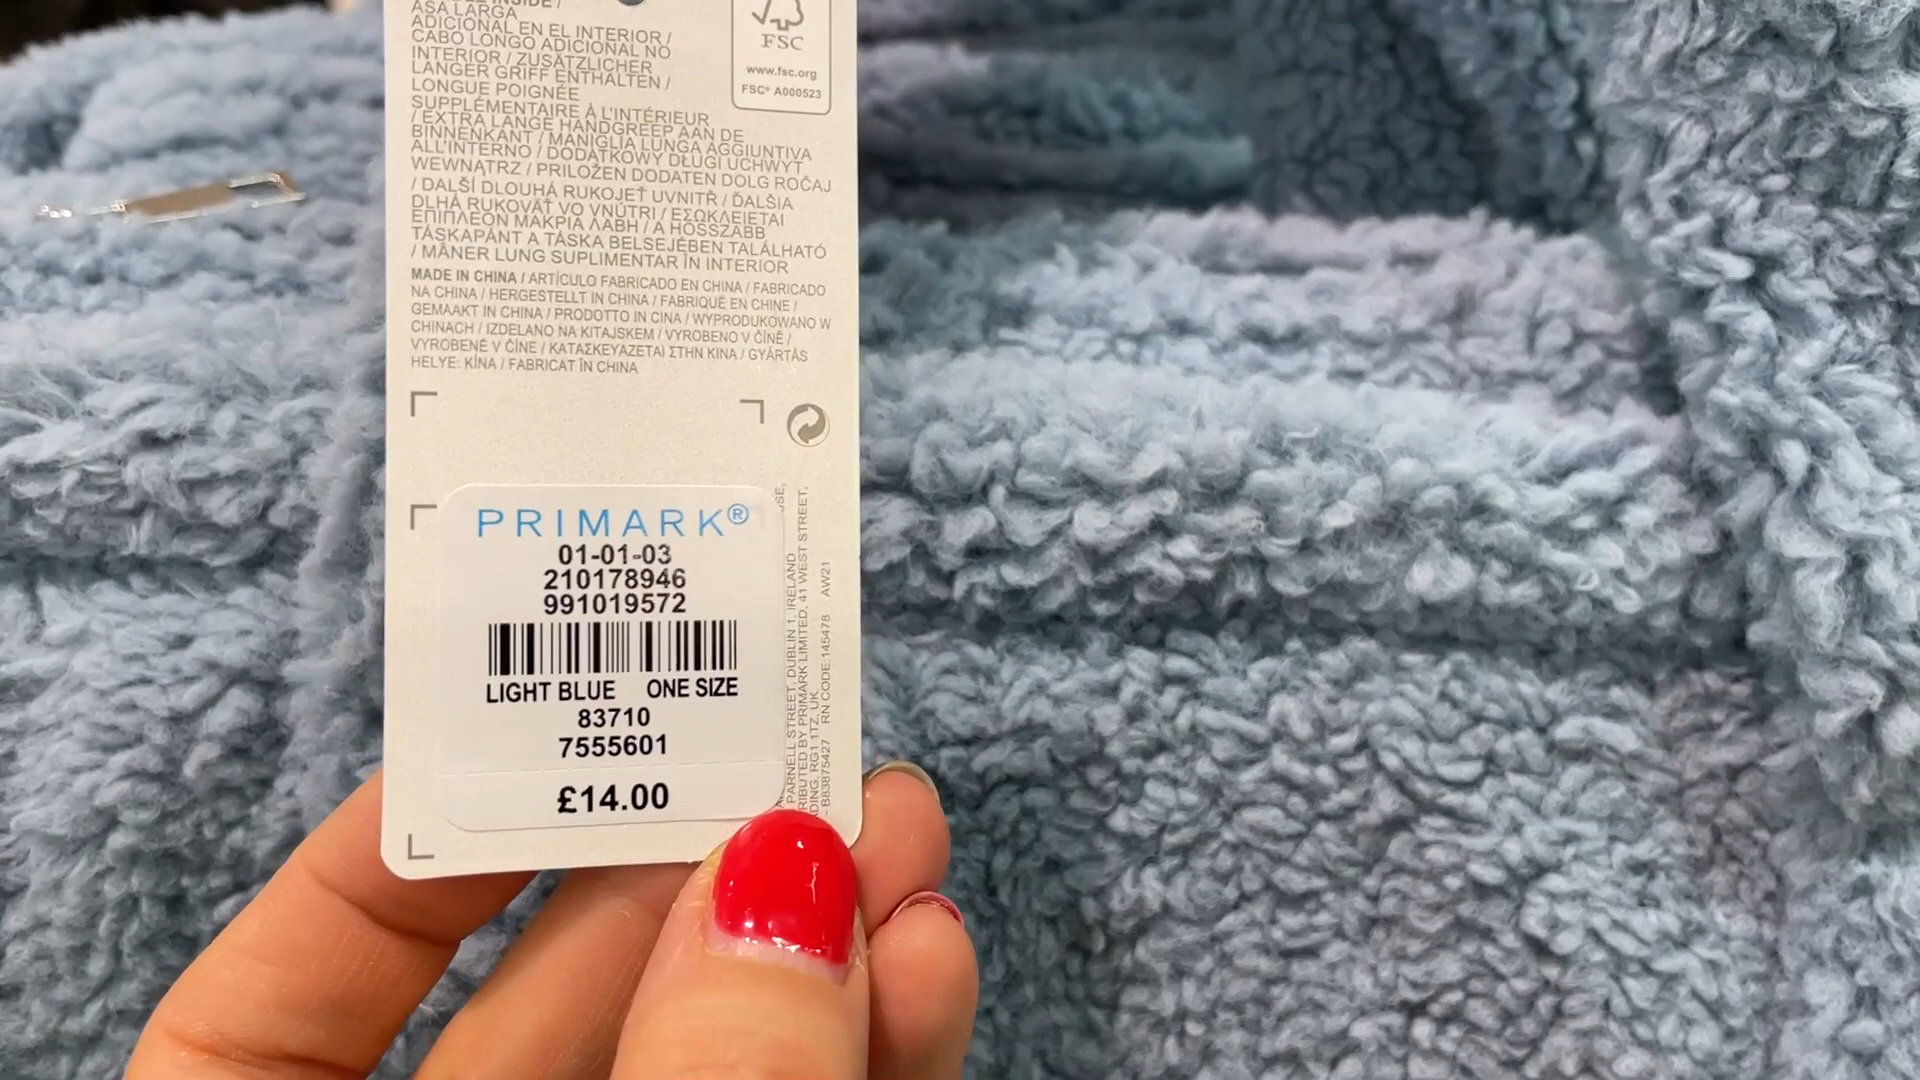 INSIDE /
ASA LARGA
ADICIONAL EN EL INTERIOR /
CABO LONGO ADICIONAL NO
INTERIOR / ZUSÄTZLICHER
LANGER GRIFF ENTHALTEN /
LONGUE POIGNÉE
SUPPLÉMENTAIRE À L'INTÉRIEUR
/ EXTRA LANGE HANDGREEP AAN DE
BINNENKANT / MANIGLIA LUNGA AGGIUNTIVA
ALL'INTERNO / DODATKOWY DŁUGI UCHWYT
WEWNĄTRZ / PRILOŽEN DODATEN DOLG ROČAJ
/ DALŠÍ DLOUHÁ RUKOJEŤ UVNITŘ / ĎALŠIA
DLHÁ RUKOVÄŤ VO VNÚTRI / ΕΣΩΚΛΕΙΕΤΑΙ
ΕΠΙΠΛΕΟΝ ΜΑΚΡΙΑ ΛΑΒΗ / A HOSSZABB
TÁSKAPÁNT A TÁSKA BELSEJÉBEN TALÁLHATÓ
/ MÂNER LUNG SUPLIMENTAR ÎN INTERIOR
MADE IN CHINA / ARTÍCULO FABRICADO EN CHINA / FABRICADO
NA CHINA / HERGESTELLT IN CHINA / FABRIQUÉ EN CHINE /
GEMAAKT IN CHINA / PRODOTTO IN CINA / WYPRODUKOWANO W
CHINACH / IZDELANO NA KITAJSKEM / VYROBENO V ČÍNĚ /
VYROBENÉ V ČÍNE / ΚΑΤΑΣΚΕΥΑΖΕΤΑΙ ΣΤΗΝ ΚΙΝΑ / GYÁRTÁS
HELYE: KÍNA / FABRICAT ÎN CHINA
FSC
www.fsc.org
FSC® A000523
PRIMARK®
01-01-03
210178946
991019572
LIGHT BLUE ONE SIZE
83710
7555601
£14.00
PARNELL STREET, DUBLIN 1, IRELAND
BY PRIMARK LIMITED, 41 WEST STREET,
RG1 1TZ, UK
B83875427 RN CODE:145478 AW21